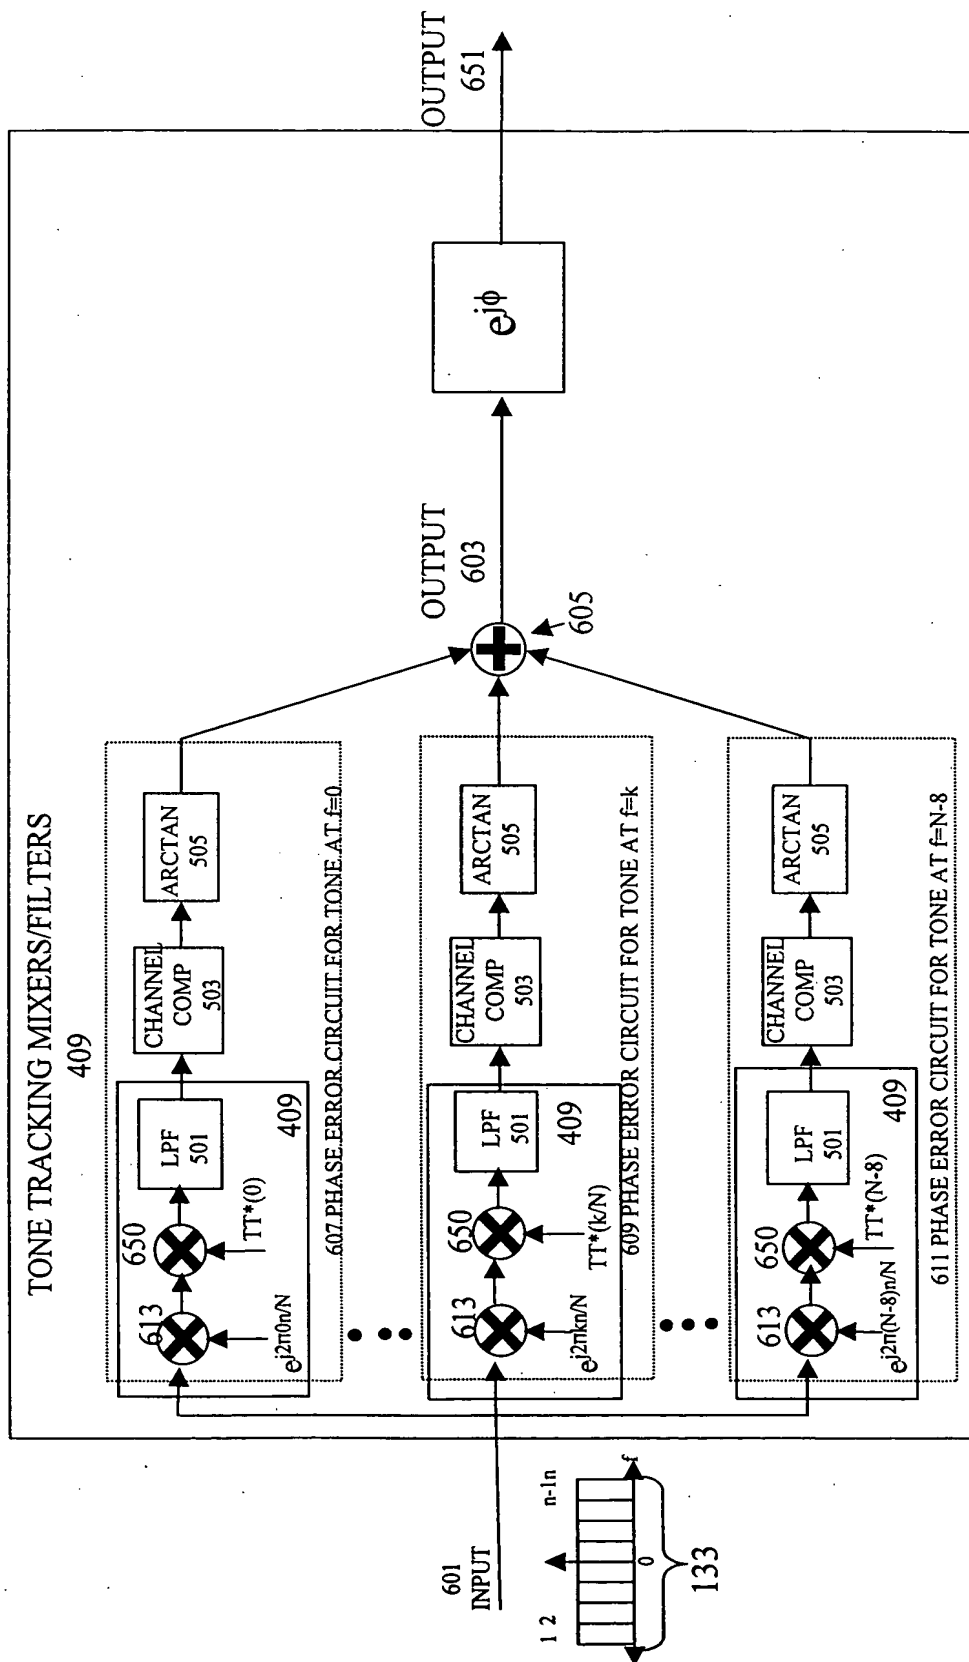 TONE TRACKING MIXERS/FILTERS
409
601
INPUT
1 2
n-1n
f
0
133
613
650
e^j2π0n/N
TT*(0)
LPF
501
409
CHANNEL
COMP
503
ARCTAN
505
607 PHASE ERROR CIRCUIT FOR TONE AT f=0
613
650
e^j2πkn/N
TT*(k/N)
LPF
501
409
CHANNEL
COMP
503
ARCTAN
505
609 PHASE ERROR CIRCUIT FOR TONE AT f=k
613
650
e^j2π(N-8)n/N
TT*(N-8)
LPF
501
409
CHANNEL
COMP
503
ARCTAN
505
611 PHASE ERROR CIRCUIT FOR TONE AT f=N-8
605
OUTPUT
603
e^jϕ
OUTPUT
651